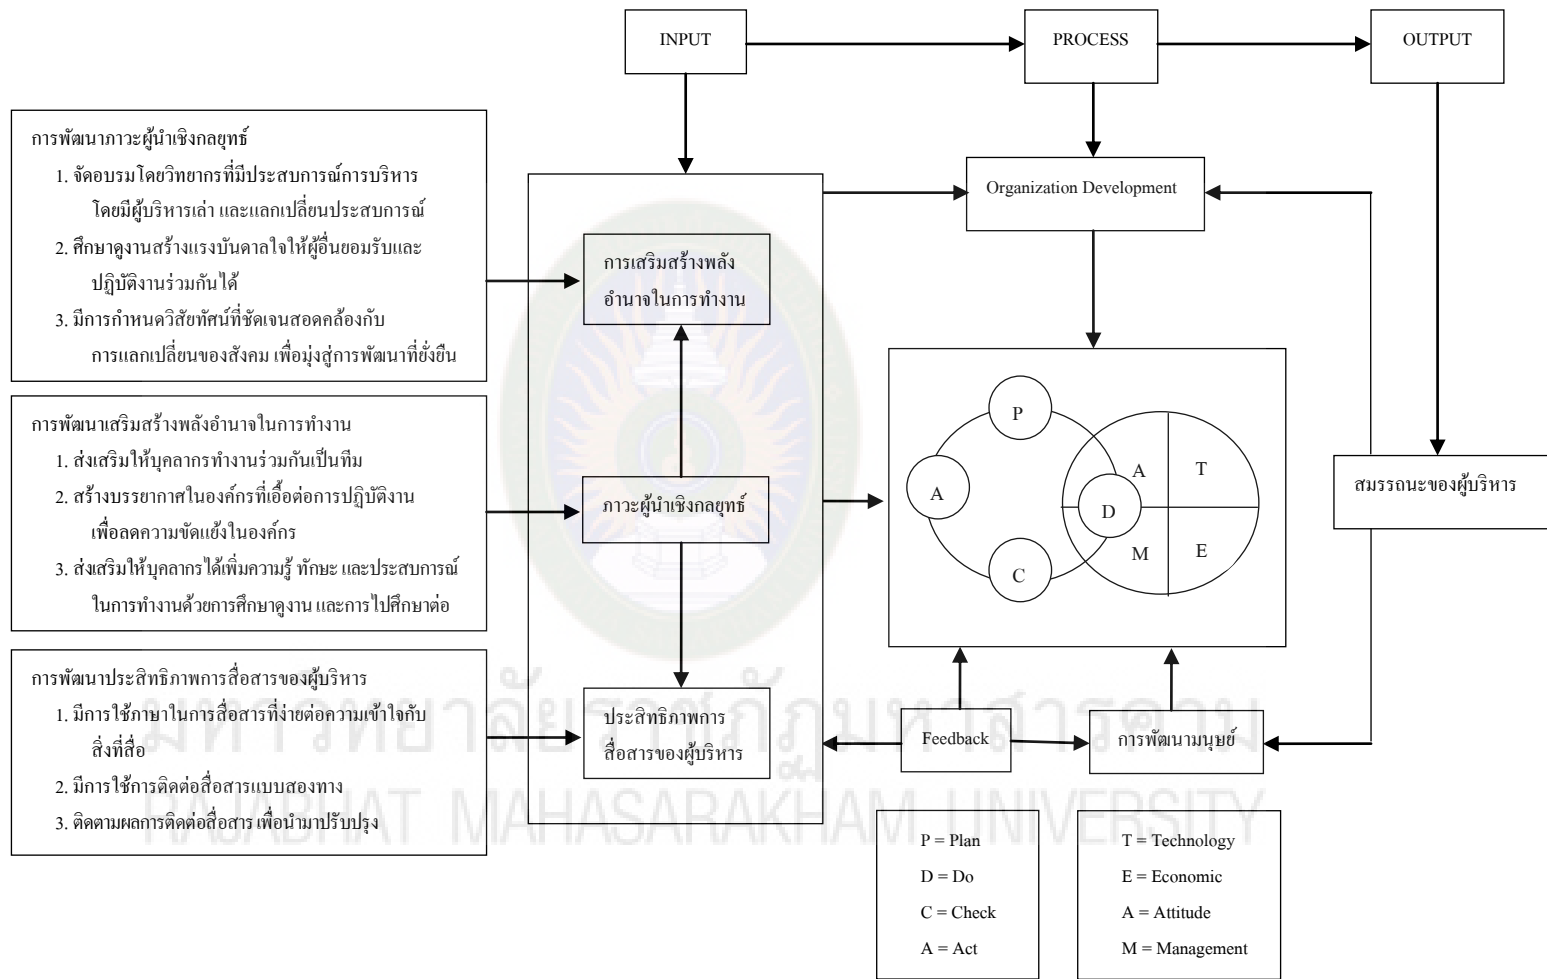 INPUT
PROCESS
OUTPUT
การพัฒนาภาวะผู้นำเชิงกลยุทธ์
1. จัดอบรมโดยวิทยากรที่มีประสบการณ์การบริหาร
โดยมีผู้บริหารเล่า และแลกเปลี่ยนประสบการณ์
2. ศึกษาดูงานสร้างแรงบันดาลใจให้ผู้อื่นยอมรับและ
ปฏิบัติงานร่วมกันได้
3. มีการกำหนดวิสัยทัศน์ที่ชัดเจนสอดคล้องกับ
การแลกเปลี่ยนของสังคม เพื่อมุ่งสู่การพัฒนาที่ยั่งยืน
การพัฒนาเสริมสร้างพลังอำนาจในการทำงาน
1. ส่งเสริมให้บุคลากรทำงานร่วมกันเป็นทีม
2. สร้างบรรยากาศในองค์กรที่เอื้อต่อการปฏิบัติงาน
เพื่อลดความขัดแย้งในองค์กร
3. ส่งเสริมให้บุคลากรได้เพิ่มความรู้ ทักษะ และประสบการณ์
ในการทำงานด้วยการศึกษาดูงาน และการไปศึกษาต่อ
การพัฒนาประสิทธิภาพการสื่อสารของผู้บริหาร
1. มีการใช้ภาษาในการสื่อสารที่ง่ายต่อความเข้าใจกับ
สิ่งที่สื่อ
2. มีการใช้การติดต่อสื่อสารแบบสองทาง
3. ติดตามผลการติดต่อสื่อสาร เพื่อนำมาปรับปรุง
การเสริมสร้างพลัง
อำนาจในการทำงาน
ภาวะผู้นำเชิงกลยุทธ์
ประสิทธิภาพการ
สื่อสารของผู้บริหาร
Organization Development
P
A
D
C
A
T
M
E
สมรรถนะของผู้บริหาร
Feedback
การพัฒนามนุษย์
P = Plan
D = Do
C = Check
A = Act
T = Technology
E = Economic
A = Attitude
M = Management
มหาวิทยาลัยราชภัฏมหาสารคาม
RAJABHAT MAHASARAKHAM UNIVERSITY